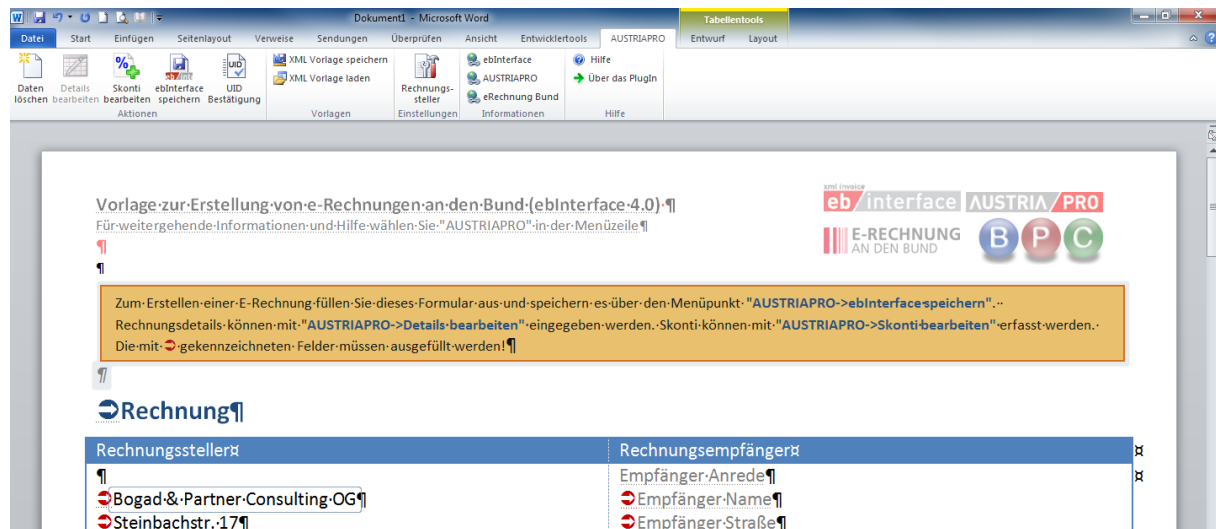 W
Dokument1 - Microsoft Word
Tabellentools
Datei Start Einfügen Seitenlayout Verweise Sendungen Überprüfen Ansicht Entwicklertools AUSTRIAPRO Entwurf Layout
Daten löschen
Details bearbeiten
Skonti bearbeiten
ebInterface speichern
UID Bestätigung
Aktionen
XML Vorlage speichern
XML Vorlage laden
Vorlagen
Rechnungs-
steller
Einstellungen
ebInterface
AUSTRIAPRO
eRechnung Bund
Informationen
Hilfe
Über das PlugIn
Hilfe
Vorlage·zur·Erstellung·von·e-Rechnungen·an·den·Bund·(ebInterface·4.0)·¶
Für·weitergehende·Informationen·und·Hilfe·wählen·Sie·"AUSTRIAPRO"·in·der·Menüzeile¶
¶
¶
xml invoice
eb/interface AUSTRIA/PRO
E-RECHNUNG
AN DEN BUND
B P C
Zum·Erstellen·einer·E-Rechnung·füllen·Sie·dieses·Formular·aus·und·speichern·es·über·den·Menüpunkt·"AUSTRIAPRO->ebInterface·speichern".··
Rechnungsdetails·können·mit·"AUSTRIAPRO->Details·bearbeiten"·eingegeben·werden.·Skonti·können·mit·"AUSTRIAPRO->Skonti·bearbeiten"·erfasst·werden.·
Die·mit·➲·gekennzeichneten·Felder·müssen·ausgefüllt·werden!¶
¶
➲Rechnung¶
Rechnungssteller¤ Rechnungsempfänger¤ ¤
¶ Empfänger·Anrede¶ ¤
➲Bogad·&·Partner·Consulting·OG¶ ➲Empfänger·Name¶
➲Steinbachstr.·17¶ ➲Empfänger·Straße¶